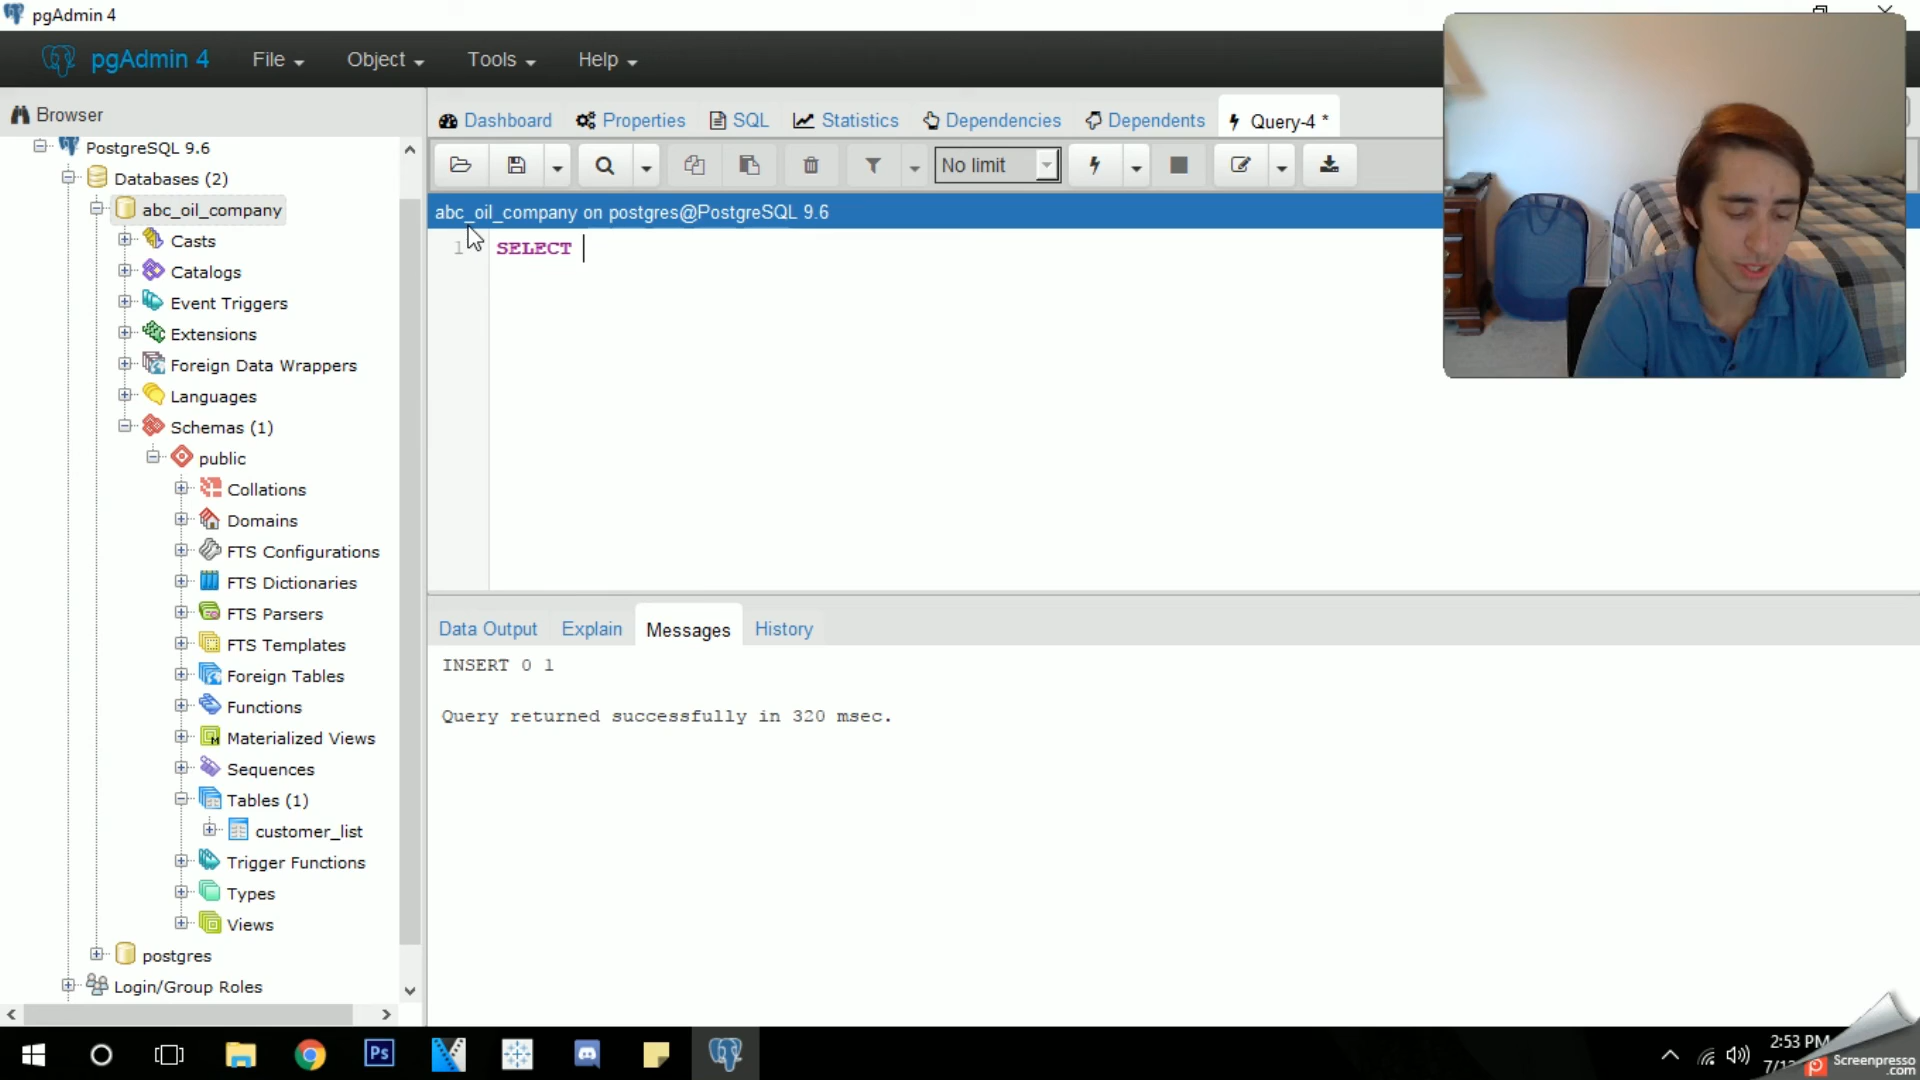 pgAdmin 4
pgAdmin 4 File Object Tools Help
Browser
Dashboard Properties SQL Statistics Dependencies Dependents Query-4 *
No limit
abc_oil_company on postgres@PostgreSQL 9.6
1 SELECT
PostgreSQL 9.6
Databases (2)
abc_oil_company
Casts
Catalogs
Event Triggers
Extensions
Foreign Data Wrappers
Languages
Schemas (1)
public
Collations
Domains
FTS Configurations
FTS Dictionaries
FTS Parsers
FTS Templates
Foreign Tables
Functions
Materialized Views
Sequences
Tables (1)
customer_list
Trigger Functions
Types
Views
postgres
Login/Group Roles
Data Output Explain Messages History
INSERT 0 1
Query returned successfully in 320 msec.
Ps
2:53 PM
Screenpresso
.com